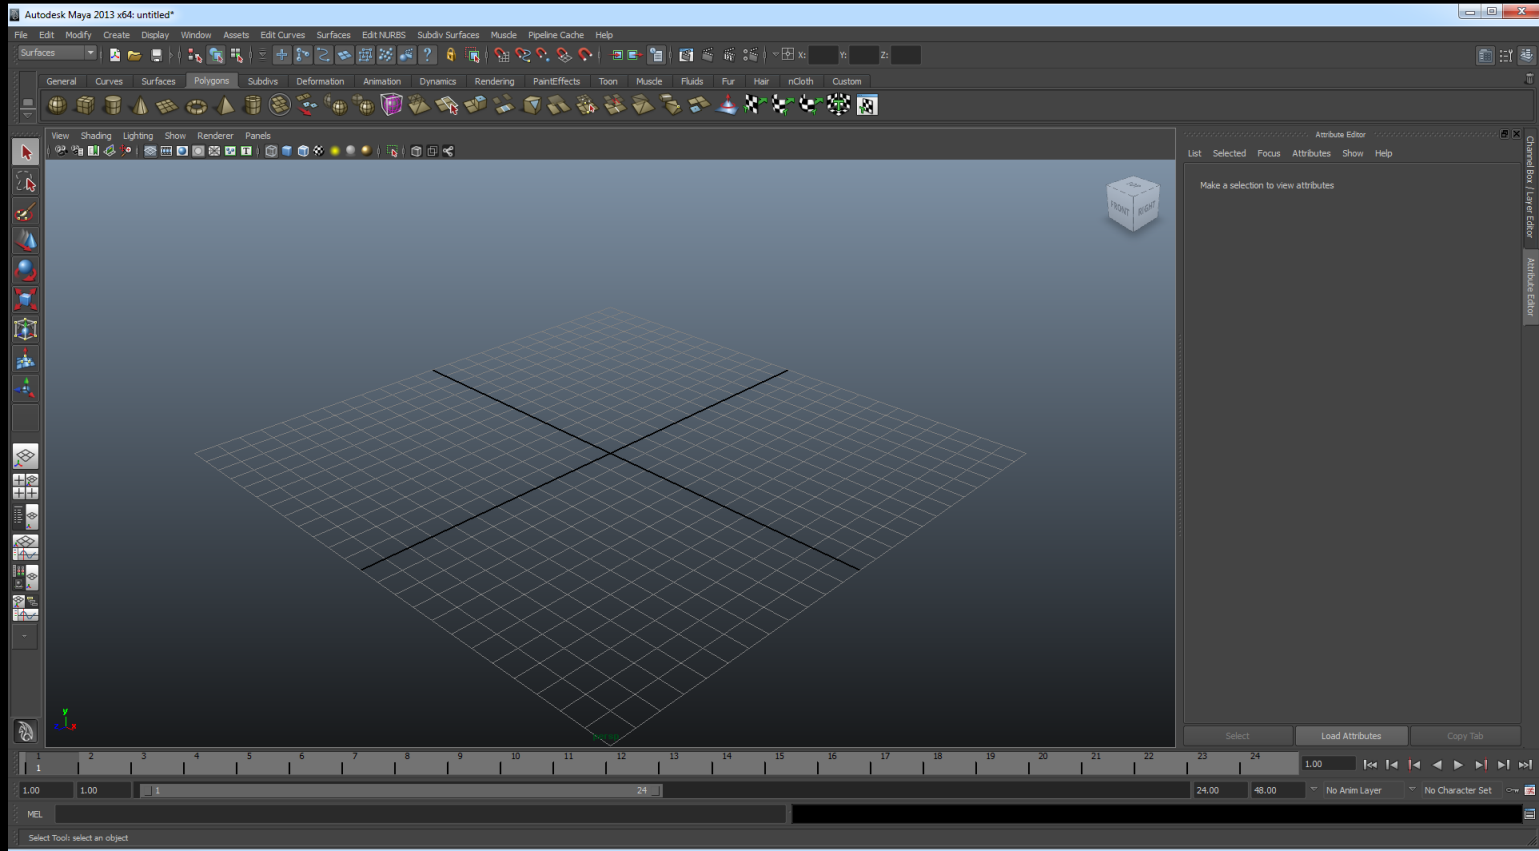 Autodesk Maya 2013 x64: untitled*
File Edit Modify Create Display Window Assets Edit Curves Surfaces Edit NURBS Subdiv Surfaces Muscle Pipeline Cache Help
Surfaces X: Y: Z:
General Curves Surfaces Polygons Subdivs Deformation Animation Dynamics Rendering PaintEffects Toon Muscle Fluids Fur Hair nCloth Custom
View Shading Lighting Show Renderer Panels
Attribute Editor
List Selected Focus Attributes Show Help
Make a selection to view attributes
Channel Box / Layer Editor
Attribute Editor
TOP
FRONT RIGHT
y
x
persp
Select Load Attributes Copy Tab
1 2 3 4 5 6 7 8 9 10 11 12 13 14 15 16 17 18 19 20 21 22 23 24
1 1.00
1.00 1.00 1 24 24.00 48.00 No Anim Layer No Character Set
MEL
Select Tool: select an object